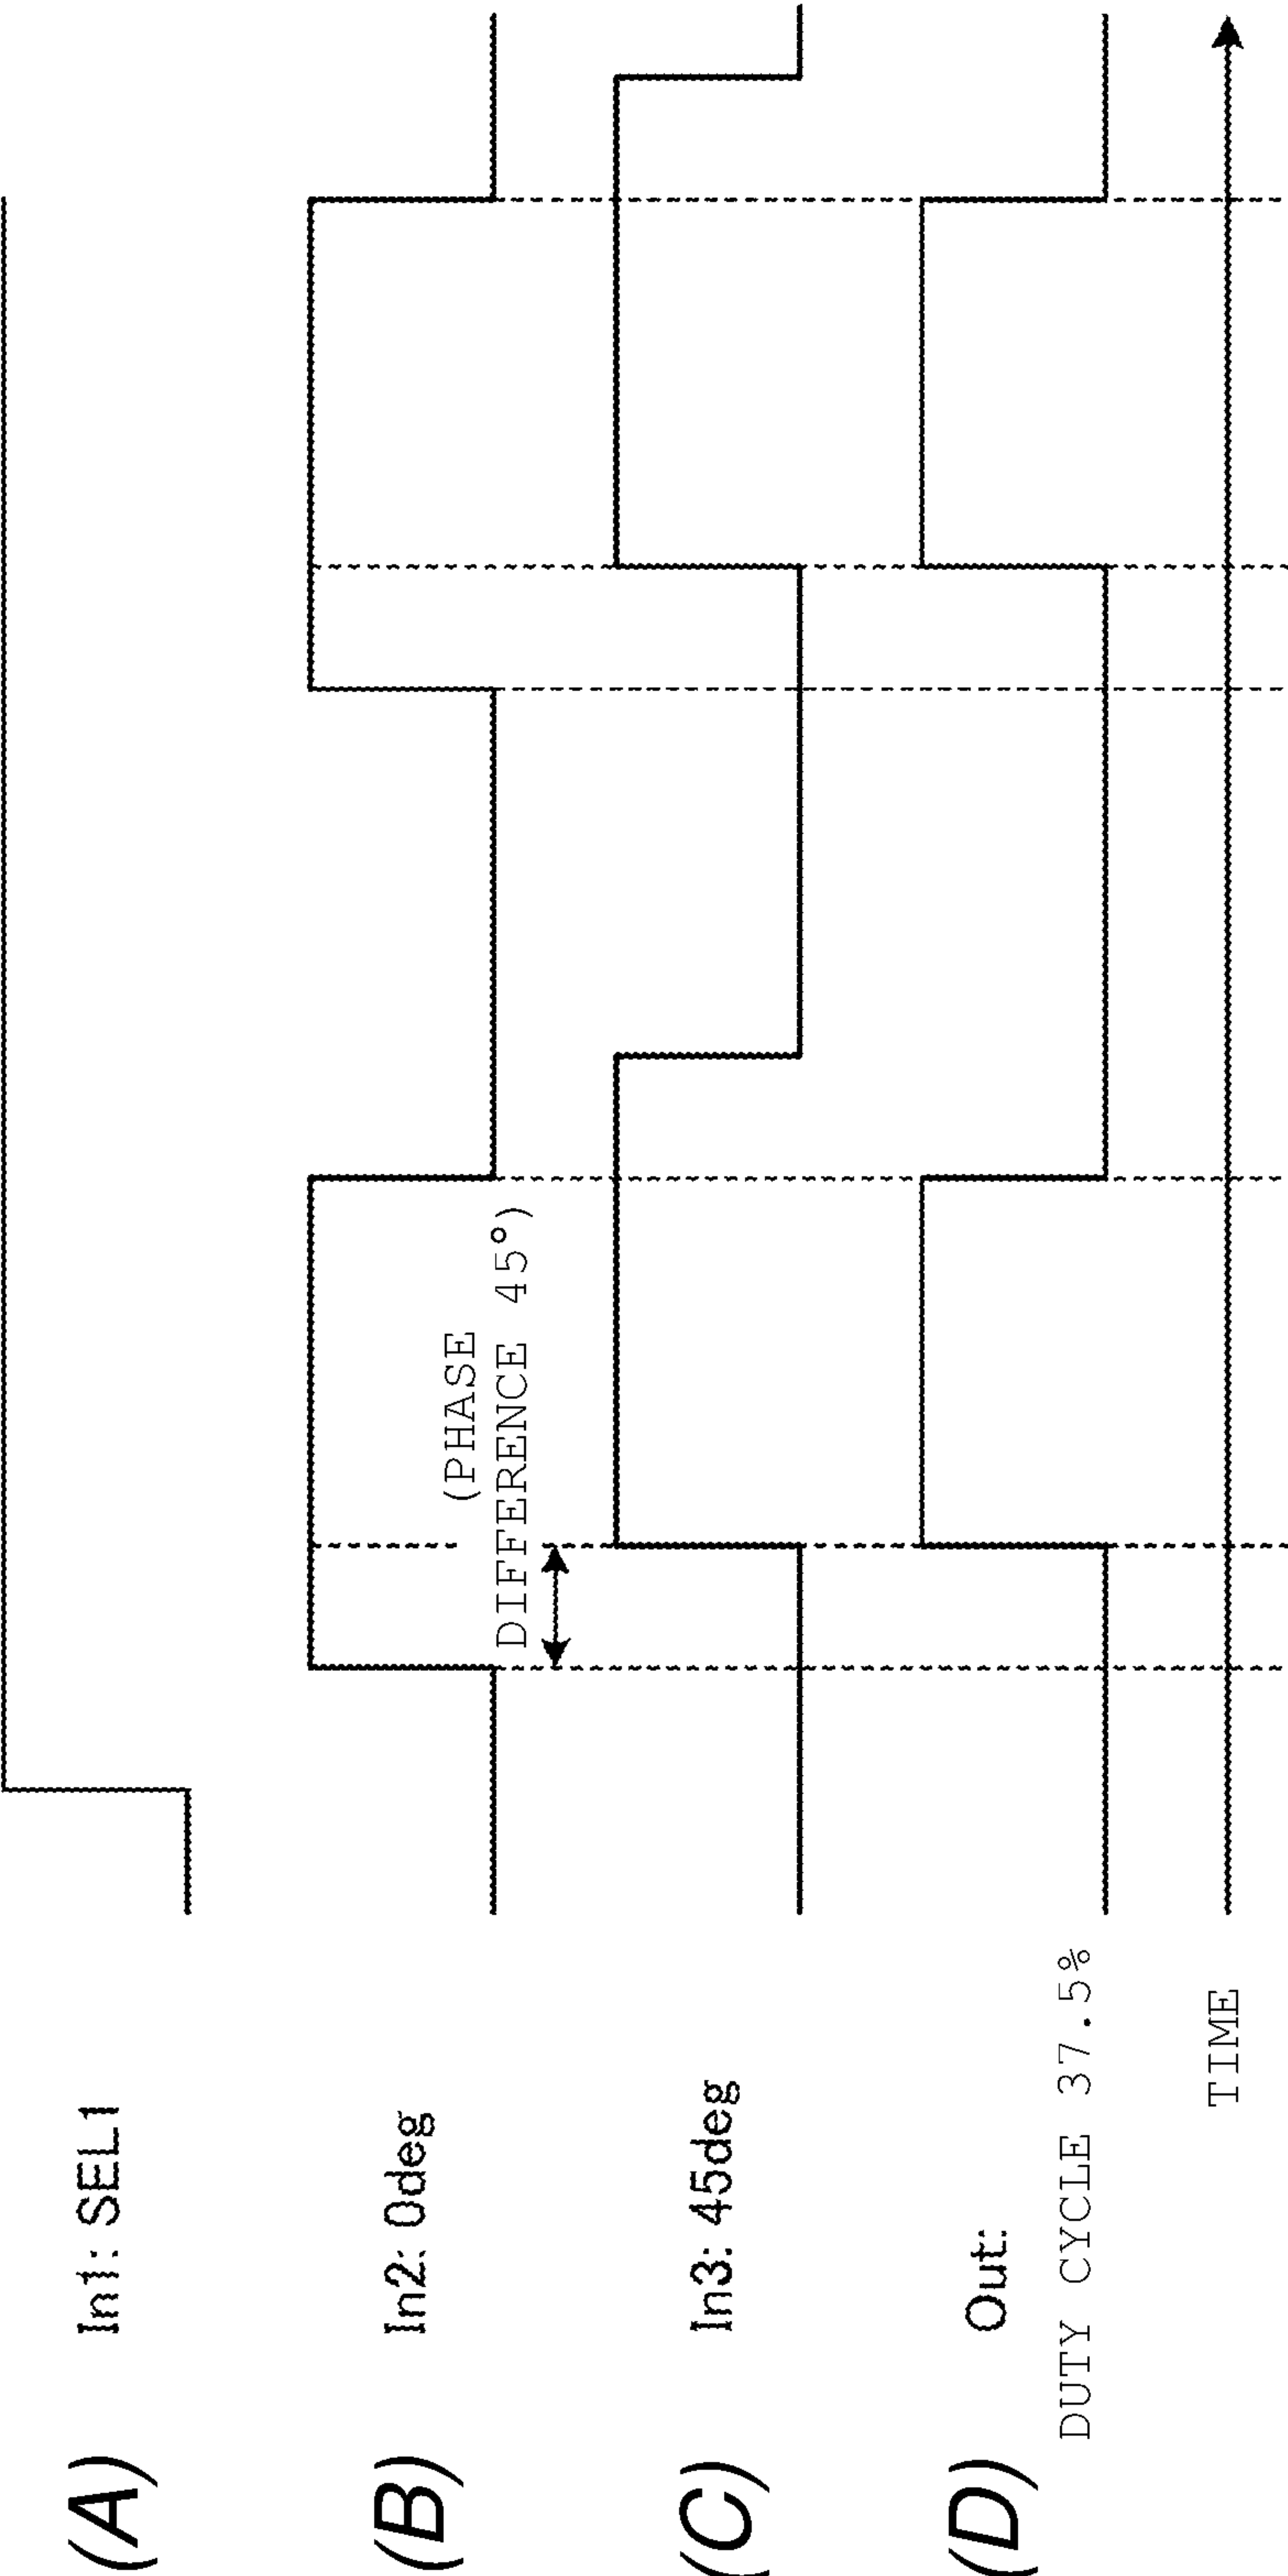 (A) In1: SEL1
(B) In2: 0deg
(PHASE
DIFFERENCE 45°)
(C) In3: 45deg
(D) Out:
DUTY CYCLE 37.5%
TIME